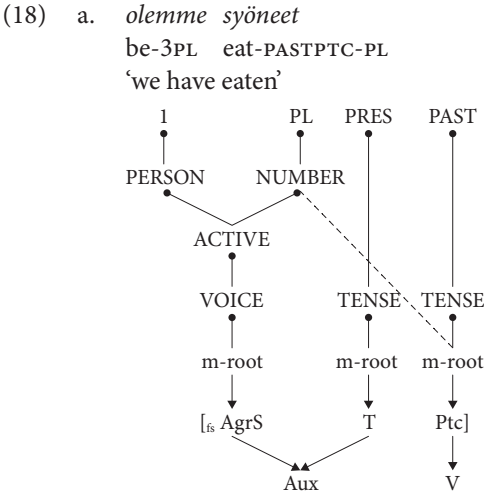 (18) a. olemme syöneet
be-3PL eat-PASTPTC-PL
‘we have eaten’
1 PL PRES PAST
PERSON NUMBER
ACTIVE
VOICE TENSE TENSE
m-root m-root m-root
[fs AgrS T Ptc]
Aux V